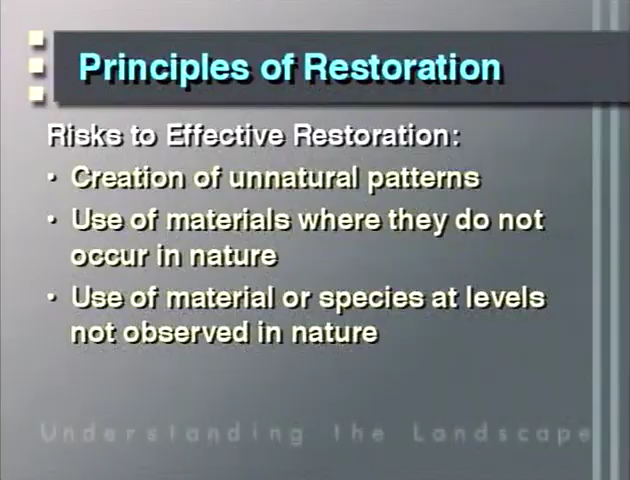 Principles of Restoration
Risks to Effective Restoration:
• Creation of unnatural patterns
• Use of materials where they do not
occur in nature
• Use of material or species at levels
not observed in nature
Understanding the Landscape